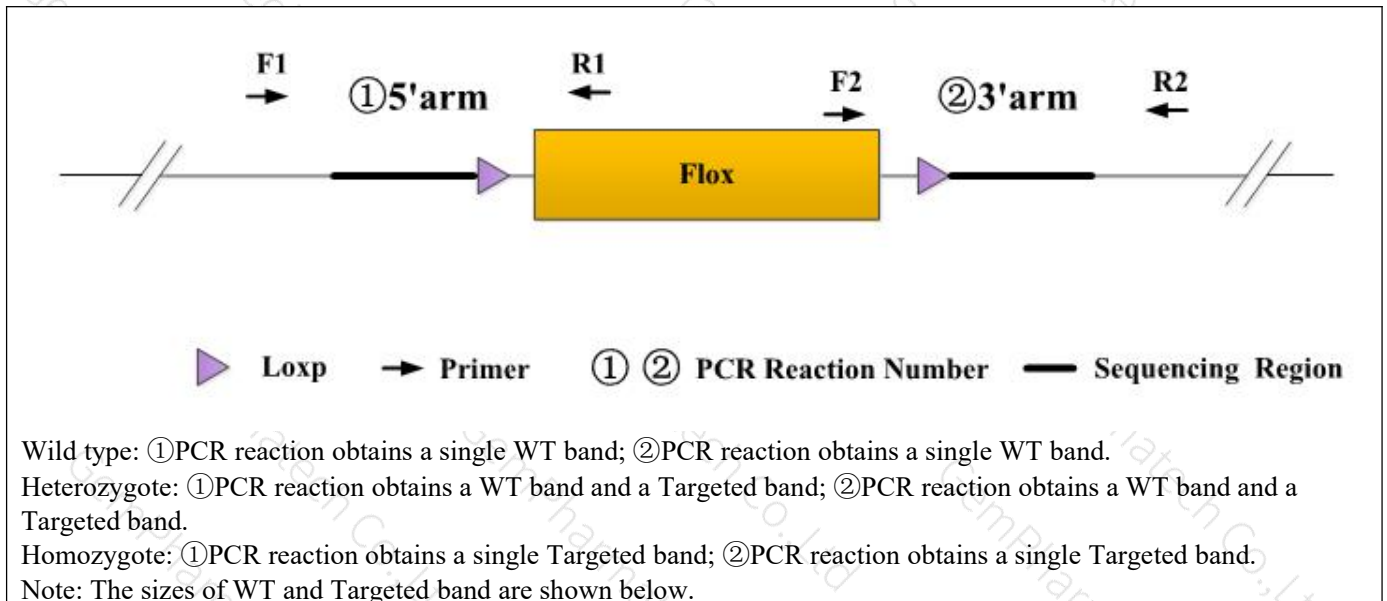 F1
①5'arm
R1
F2
②3'arm
R2
Flox
Loxp
Primer
① ② PCR Reaction Number
Sequencing Region
Wild type: ①PCR reaction obtains a single WT band; ②PCR reaction obtains a single WT band.
Heterozygote: ①PCR reaction obtains a WT band and a Targeted band; ②PCR reaction obtains a WT band and a
Targeted band.
Homozygote: ①PCR reaction obtains a single Targeted band; ②PCR reaction obtains a single Targeted band.
Note: The sizes of WT and Targeted band are shown below.